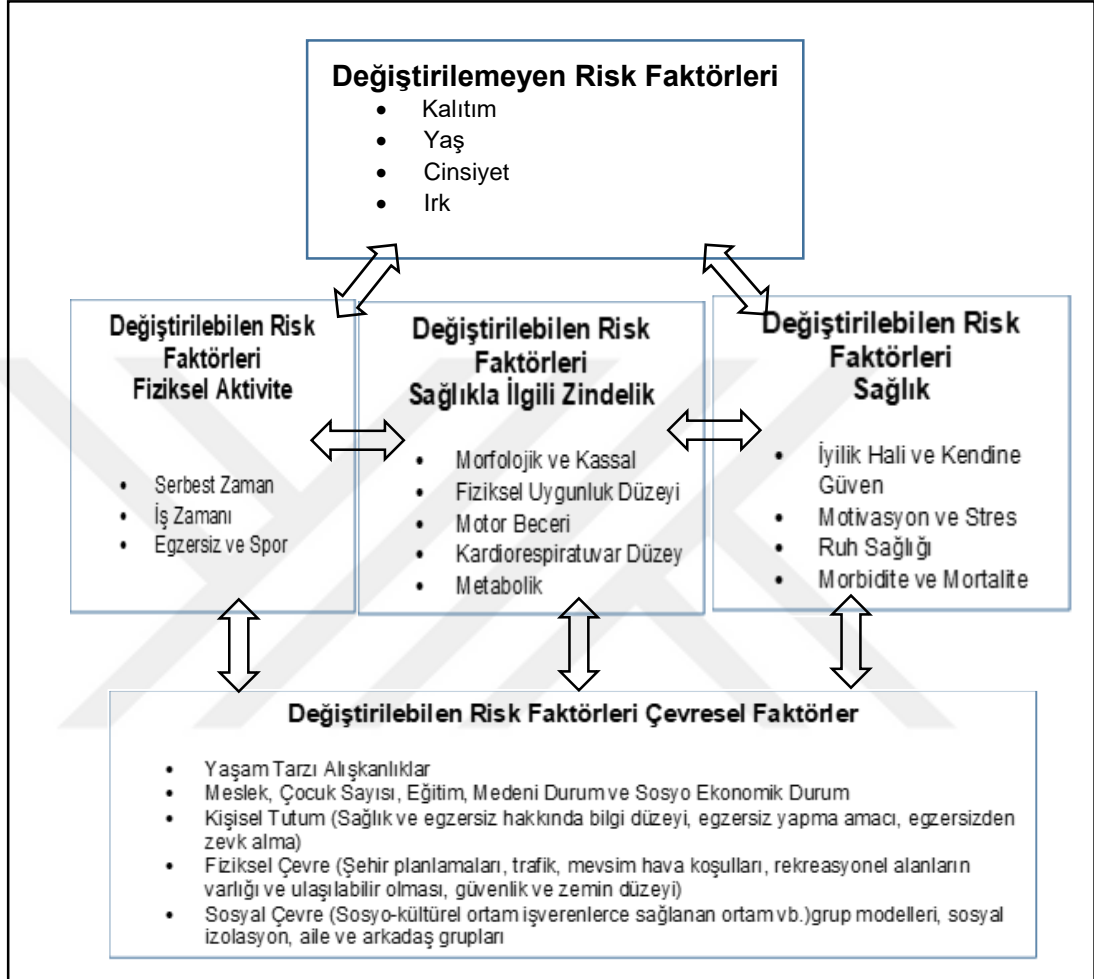 Değiştirilemeyen Risk Faktörleri
• Kalıtım
• Yaş
• Cinsiyet
• Irk
Değiştirilebilen Risk
Faktörleri
Fiziksel Aktivite
• Serbest Zaman
• İş Zamanı
• Egzersiz ve Spor
Değiştirilebilen Risk
Faktörleri
Sağlıkla İlgili Zindelik
• Morfolojik ve Kassal
• Fiziksel Uygunluk Düzeyi
• Motor Beceri
• Kardiorespiratuvar Düzey
• Metabolik
Değiştirilebilen Risk
Faktörleri
Sağlık
• İyilik Hali ve Kendine
Güven
• Motivasyon ve Stres
• Ruh Sağlığı
• Morbidite ve Mortalite
Değiştirilebilen Risk Faktörleri Çevresel Faktörler
• Yaşam Tarzı Alışkanlıklar
• Meslek, Çocuk Sayısı, Eğitim, Medeni Durum ve Sosyo Ekonomik Durum
• Kişisel Tutum (Sağlık ve egzersiz hakkında bilgi düzeyi, egzersiz yapma amacı, egzersizden
zevk alma)
• Fiziksel Çevre (Şehir planlamaları, trafik, mevsim hava koşulları, rekreasyonel alanların
varlığı ve ulaşılabilir olması, güvenlik ve zemin düzeyi)
• Sosyal Çevre (Sosyo-kültürel ortam işverenlerce sağlanan ortam vb.)grup modelleri, sosyal
izolasyon, aile ve arkadaş grupları